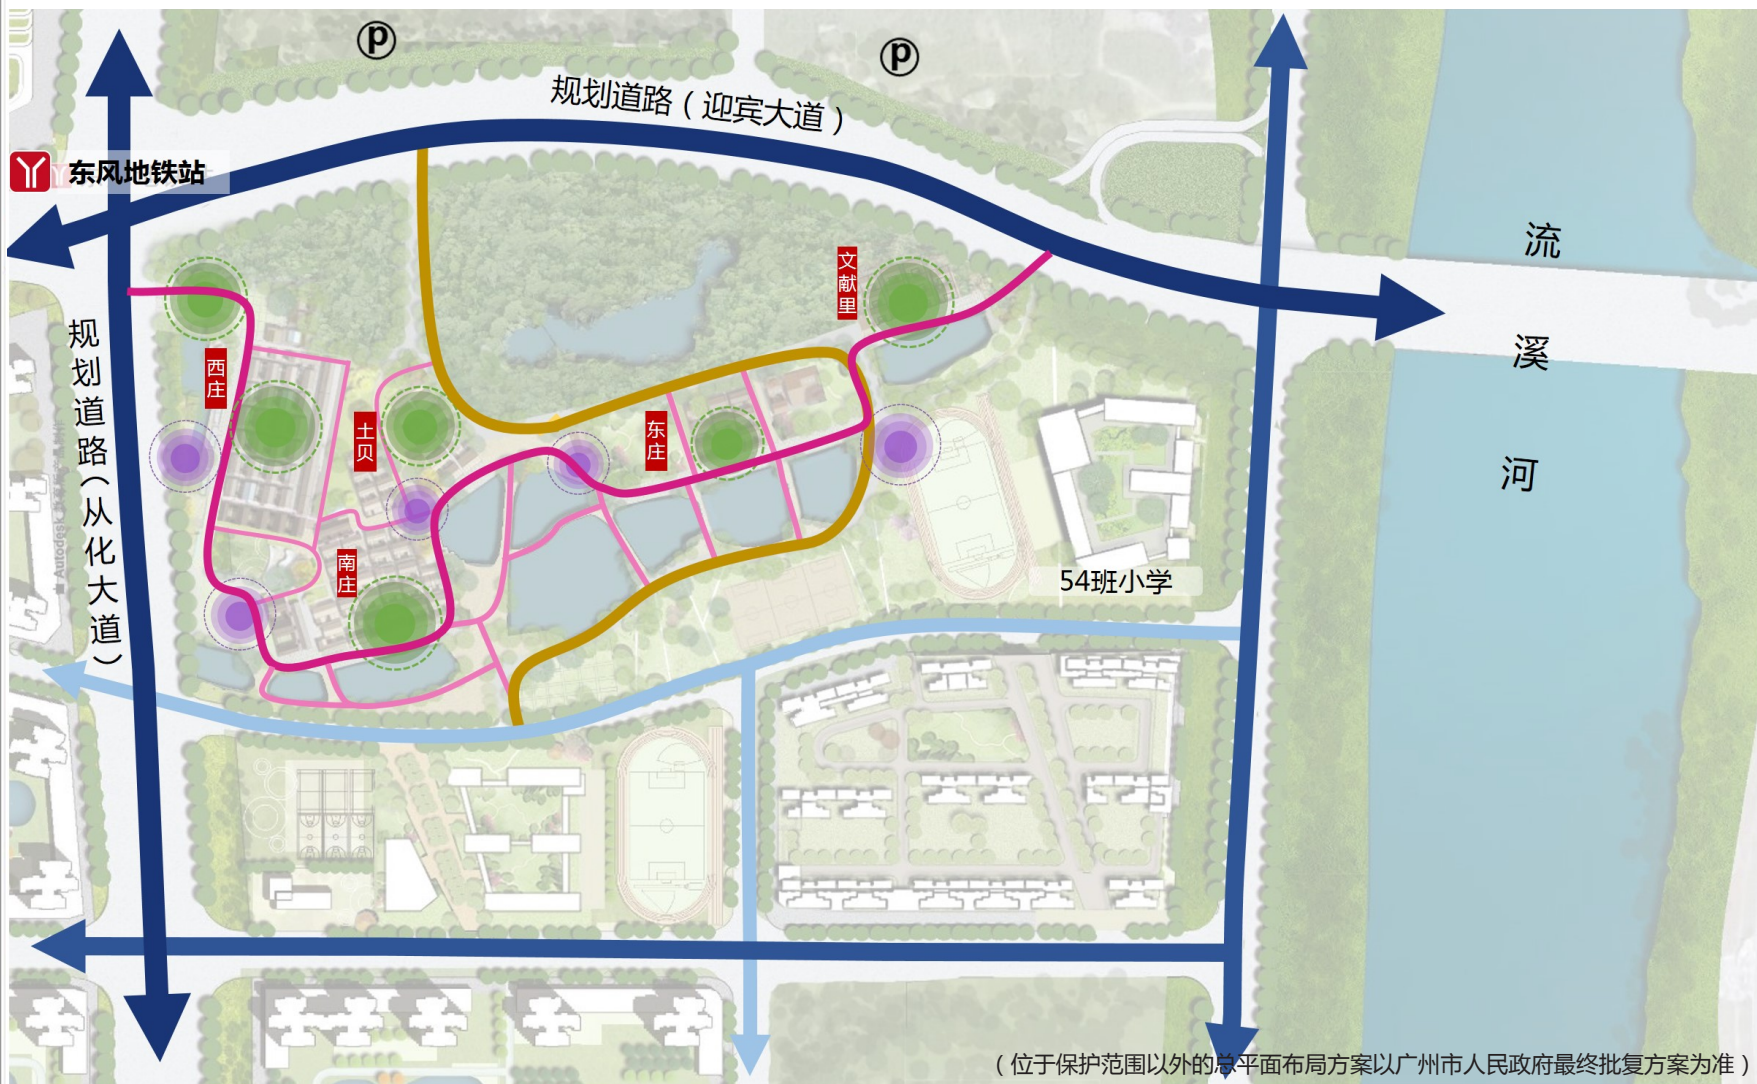 ⓟ
ⓟ
规划道路（迎宾大道）
东风地铁站
流溪河
文献里
规划道路（从化大道）
西庄
土贝
东庄
南庄
54班小学
（位于保护范围以外的总平面布局方案以广州市人民政府最终批复方案为准）